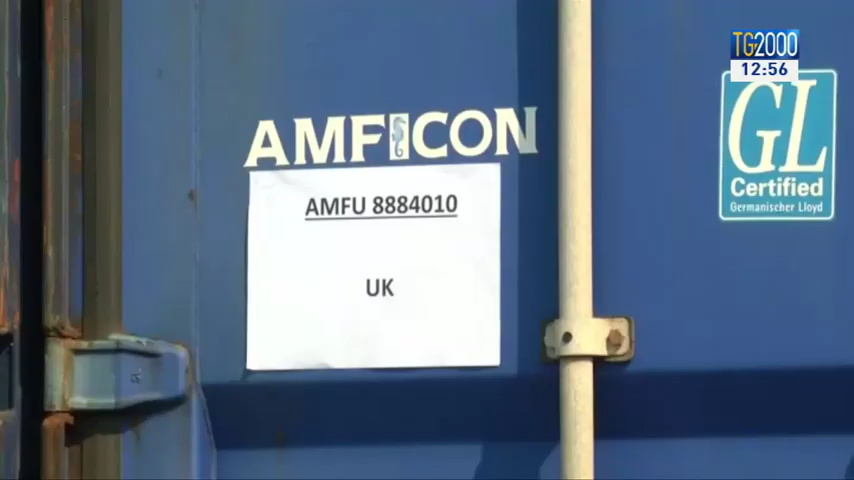 TG2000
12:56
AMFICON
AMFU 8884010
UK
GL
Certified
Germanischer Lloyd